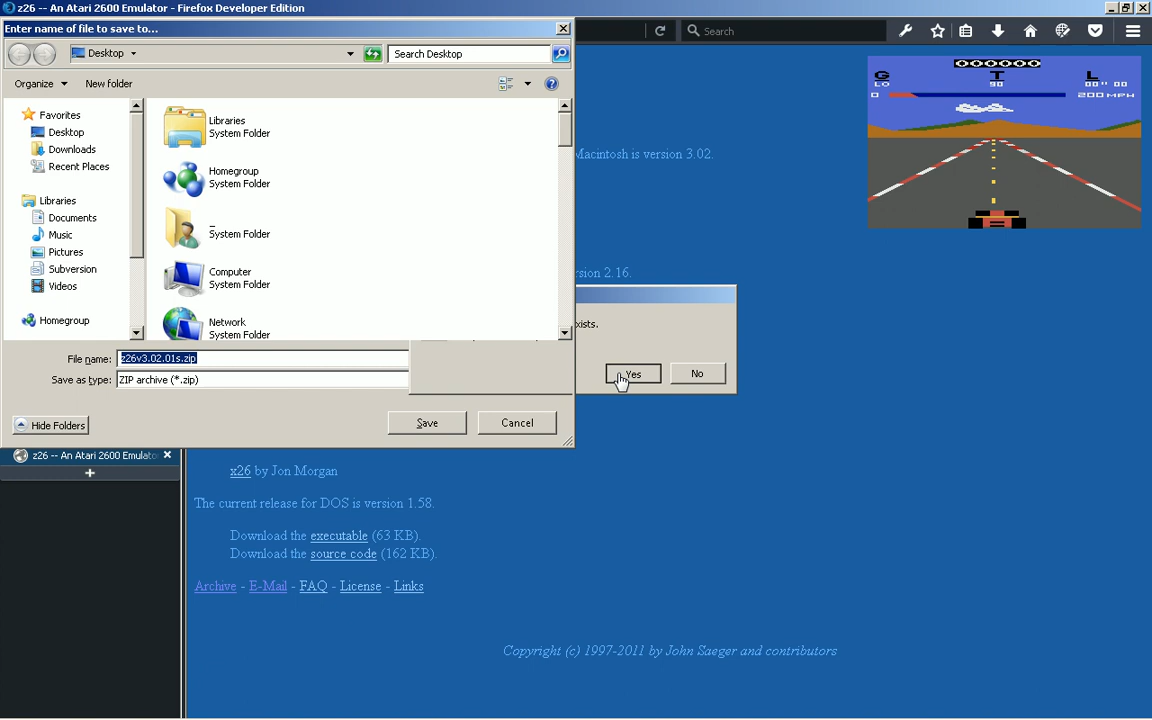 z26 -- An Atari 2600 Emulator - Firefox Developer Edition
Enter name of file to save to...
Desktop
Search Desktop
Search
Organize
New folder
Favorites
Desktop
Downloads
Recent Places
Libraries
Documents
Music
Pictures
Subversion
Videos
Homegroup
Libraries
System Folder
Homegroup
System Folder
_
System Folder
Computer
System Folder
Network
System Folder
File name: z26v3.02.01s.zip
Save as type: ZIP archive (*.zip)
Hide Folders
Save
Cancel
000000
G T L
LO 90 00" 00
0 200 MPH
Macintosh is version 3.02.
rsion 2.16.
xists.
Yes
No
z26 -- An Atari 2600 Emulato
x26 by Jon Morgan
The current release for DOS is version 1.58.
Download the executable (63 KB).
Download the source code (162 KB).
Archive - E-Mail - FAQ - License - Links
Copyright (c) 1997-2011 by John Saeger and contributors